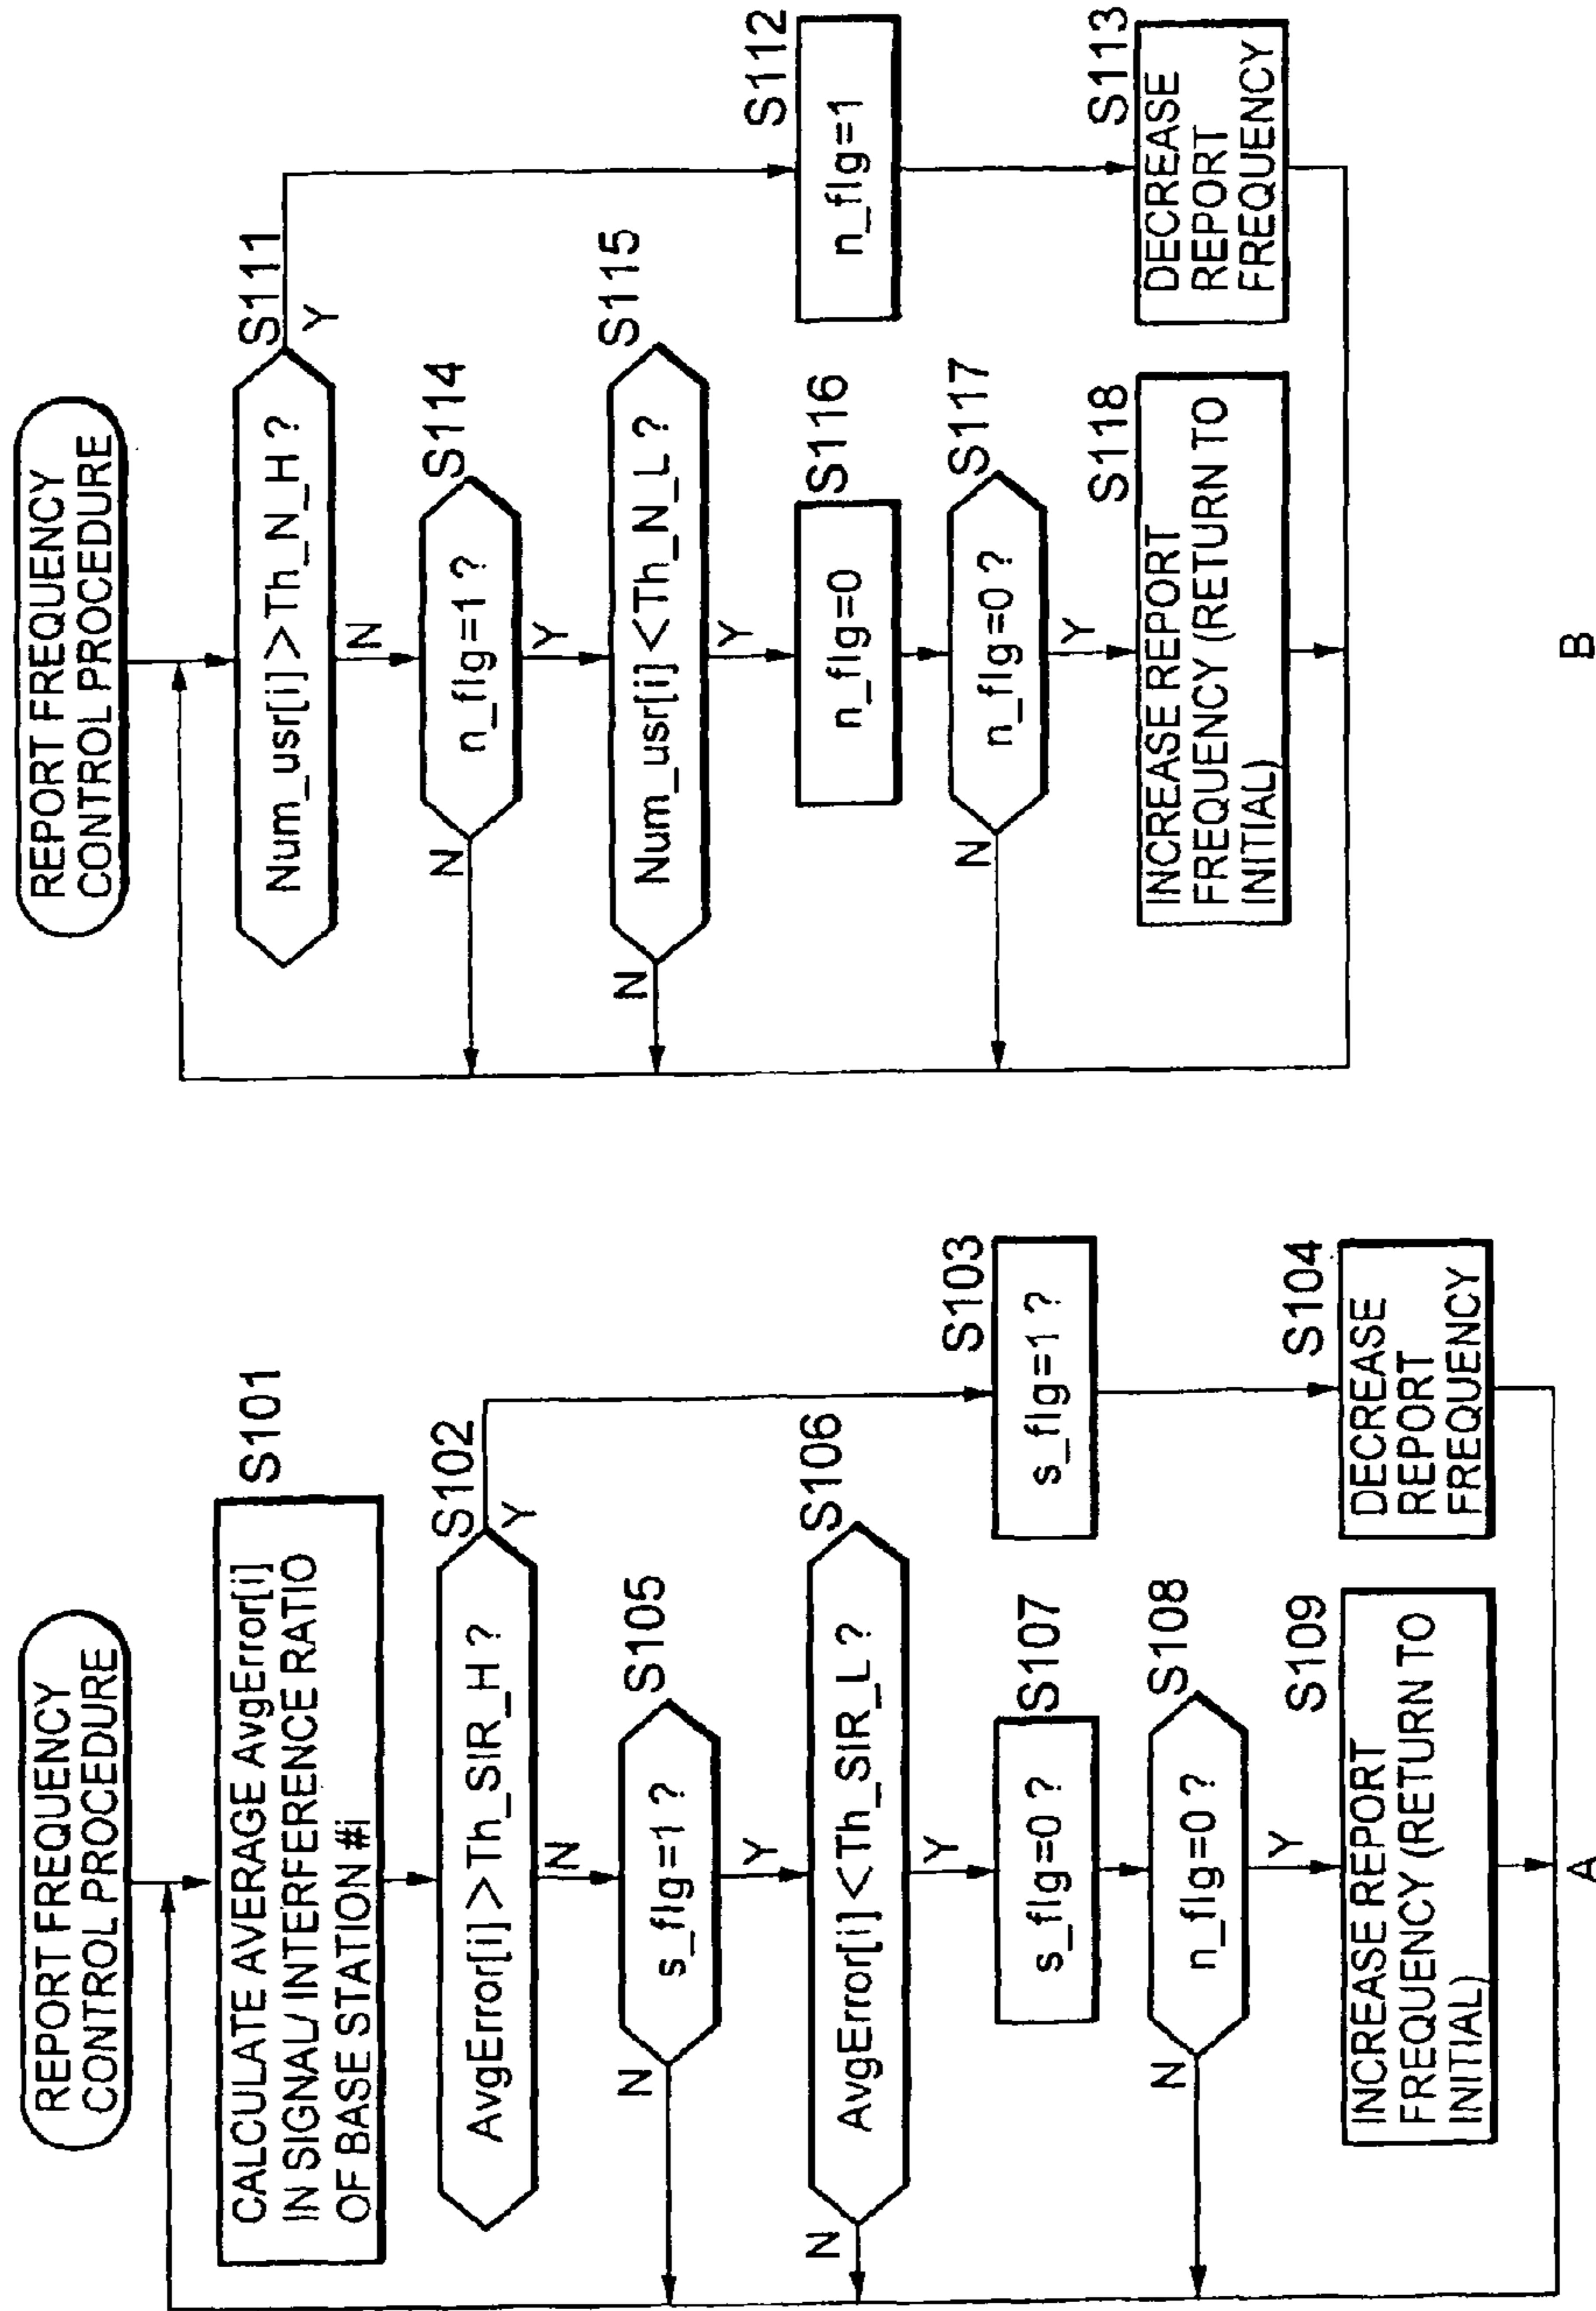 REPORT FREQUENCY
CONTROL PROCEDURE
CALCULATE AVERAGE AvgError[i]
IN SIGNAL/ INTERFERENCE RATIO
OF BASE STATION #i
S101
AvgError[i] > Th_SIR_H ?
S102
Y
N
s_flg=1 ?
S103
DECREASE
REPORT
FREQUENCY
S104
s_flg=1 ?
S105
N
Y
AvgError[i] < Th_SIR_L ?
S106
N
Y
s_flg=0 ?
S107
n_flg=0 ?
S108
N
Y
INCREASE REPORT
FREQUENCY (RETURN TO
INITIAL)
S109
A
REPORT FREQUENCY
CONTROL PROCEDURE
Num_usr[i] > Th_N_H ?
S111
Y
N
n_flg=1
S112
DECREASE
REPORT
FREQUENCY
S113
n_flg=1 ?
S114
N
Y
Num_usr[i] < Th_N_L ?
S115
N
Y
n_flg=0
S116
n_flg=0 ?
S117
N
Y
INCREASE REPORT
FREQUENCY (RETURN TO
INITIAL)
S118
B